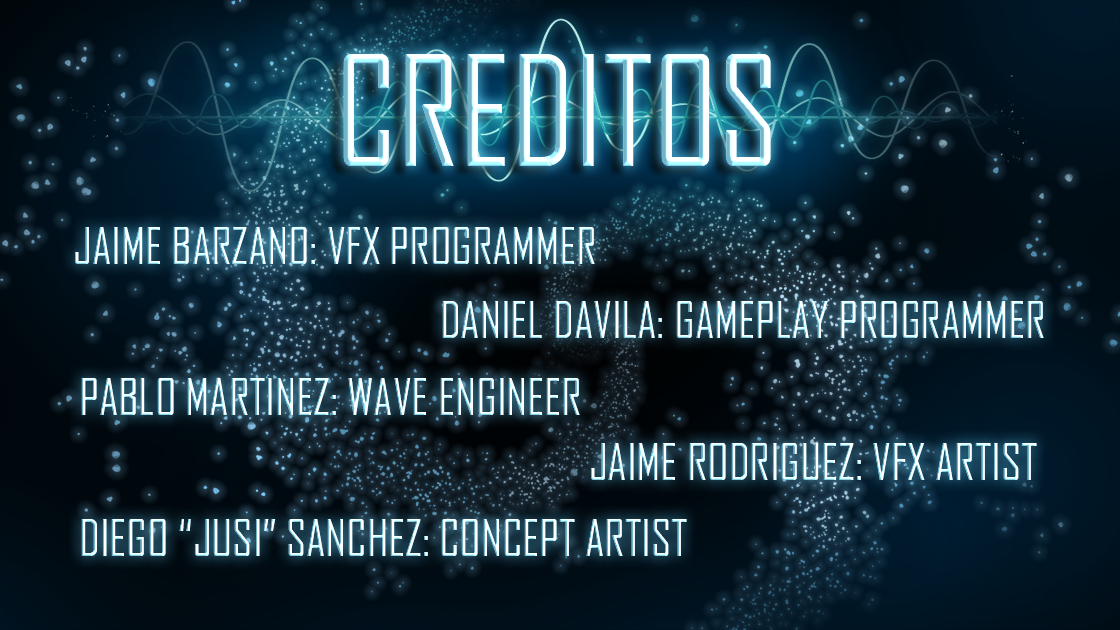 CREDITOS
JAIME BARZANO: VFX PROGRAMMER
DANIEL DAVILA: GAMEPLAY PROGRAMMER
PABLO MARTINEZ: WAVE ENGINEER
JAIME RODRIGUEZ: VFX ARTIST
DIEGO “JUSI” SANCHEZ: CONCEPT ARTIST